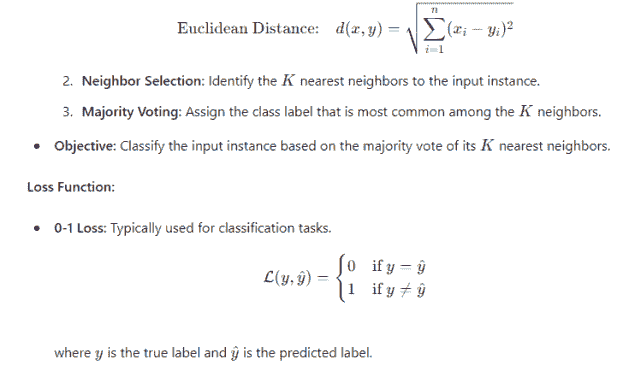 Euclidean Distance: d(x, y) = √∑ⁿᵢ₌₁(xᵢ − yᵢ)²
2. Neighbor Selection: Identify the K nearest neighbors to the input instance.
3. Majority Voting: Assign the class label that is most common among the K neighbors.
• Objective: Classify the input instance based on the majority vote of its K nearest neighbors.
Loss Function:
• 0-1 Loss: Typically used for classification tasks.
ℒ(y, ŷ) = {0 if y = ŷ
1 if y ≠ ŷ
where y is the true label and ŷ is the predicted label.